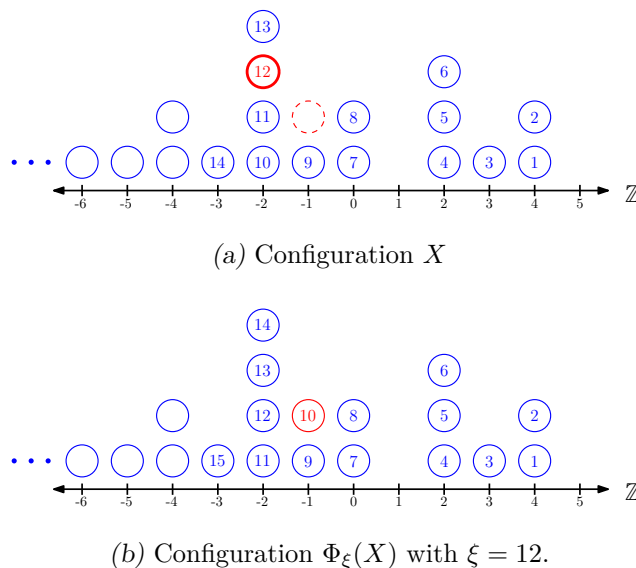 13
12 6
11 8 5 2
... 14 10 9 7 4 3 1
-6 -5 -4 -3 -2 -1 0 1 2 3 4 5 ℤ
(a) Configuration X
14
13 6
12 10 8 5 2
... 15 11 9 7 4 3 1
-6 -5 -4 -3 -2 -1 0 1 2 3 4 5 ℤ
(b) Configuration Φ_ξ(X) with ξ = 12.